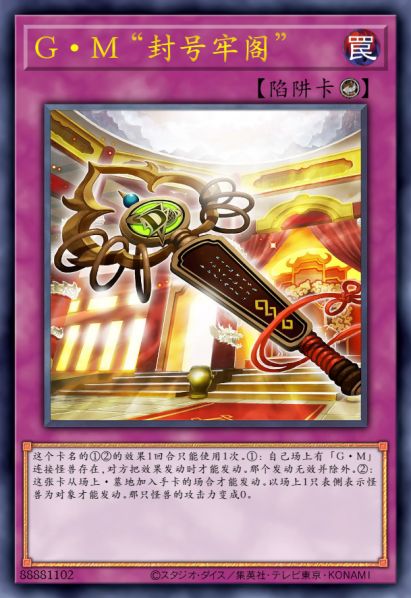 G・M“封号牢阁”
罠
【陷阱卡】
D
这个卡名的①②的效果1回合只能使用1次。①：自己场上有「G・M」
连接怪兽存在，对方把效果发动时才能发动。那个发动无效并除外。②：
这张卡从场上・墓地加入手卡的场合才能发动。以场上1只表侧表示怪
兽为对象才能发动。那只怪兽的攻击力变成0。
88881102
©スタジオ・ダイス／集英社・テレビ東京・KONAMI